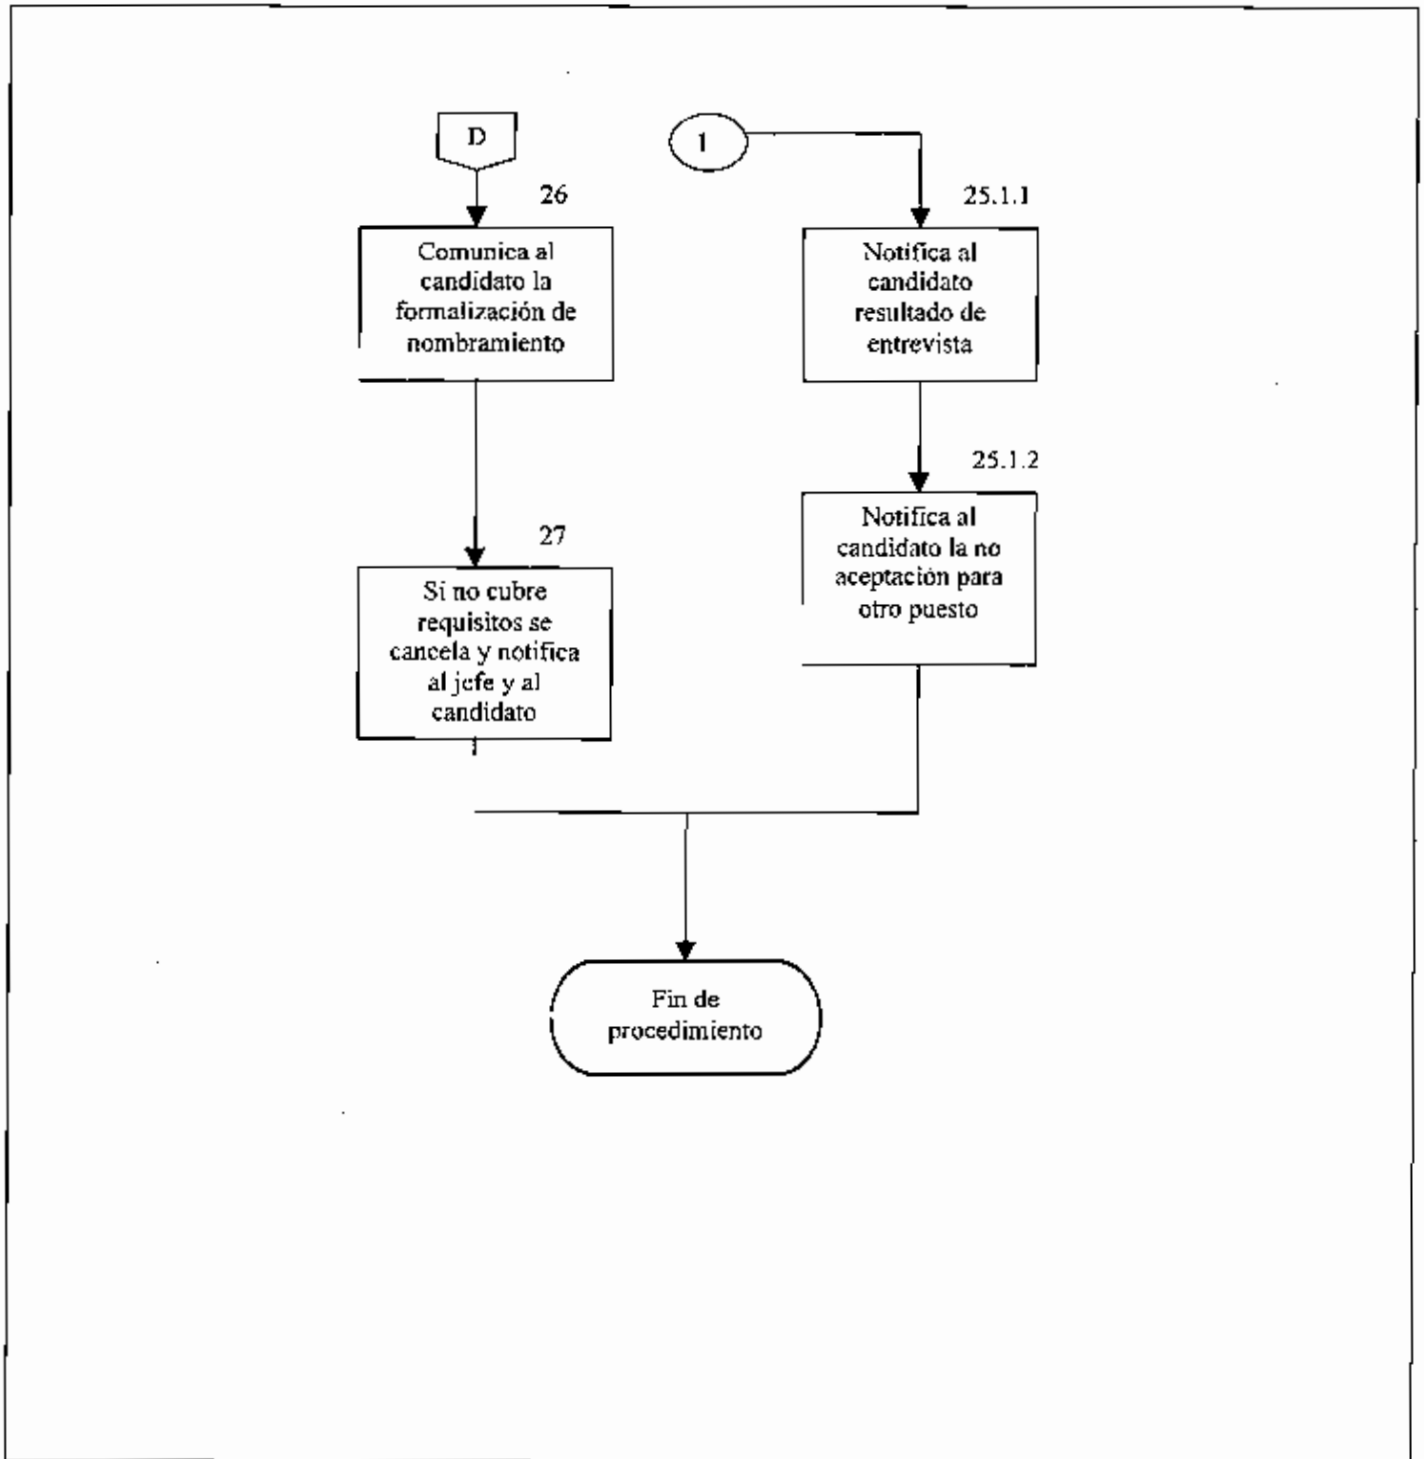 D
26
Comunica al
candidato la
formalización de
nombramiento
27
Si no cubre
requisitos se
cancela y notifica
al jefe y al
candidato
1
25.1.1
Notifica al
candidato
resultado de
entrevista
25.1.2
Notifica al
candidato la no
aceptación para
otro puesto
Fin de
procedimiento